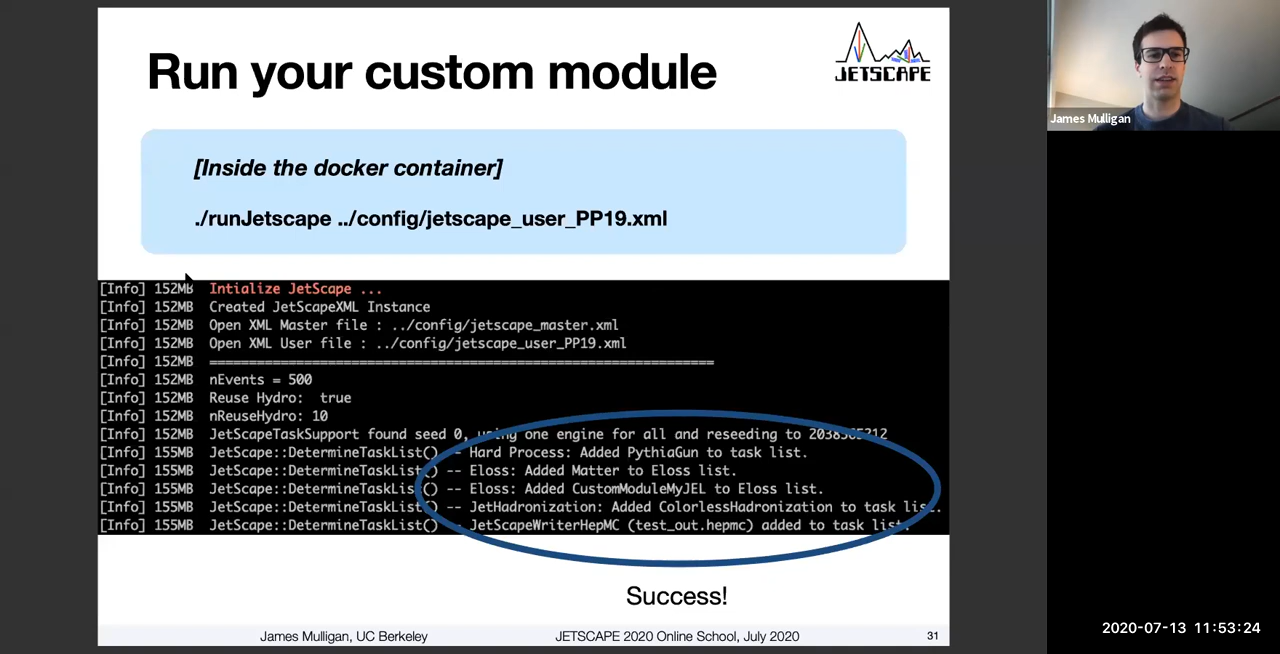 Run your custom module
JETSCAPE
James Mulligan
[Inside the docker container]
./runJetscape ../config/jetscape_user_PP19.xml
[Info] 152MB Intialize JetScape ...
[Info] 152MB Created JetScapeXML Instance
[Info] 152MB Open XML Master file : ../config/jetscape_master.xml
[Info] 152MB Open XML User file : ../config/jetscape_user_PP19.xml
[Info] 152MB ================================================================
[Info] 152MB nEvents = 500
[Info] 152MB Reuse Hydro: true
[Info] 152MB nReuseHydro: 10
[Info] 152MB JetScapeTaskSupport found seed 0, using one engine for all and reseeding to
[Info] 155MB JetScape::DetermineTaskList() -- Hard Process: Added PythiaGun to task list.
[Info] 155MB JetScape::DetermineTaskList() -- Eloss: Added Matter to Eloss list.
[Info] 155MB JetScape::DetermineTaskList() -- Eloss: Added CustomModuleMyJEL to Eloss list.
[Info] 155MB JetScape::DetermineTaskList() -- JetHadronization: Added ColorlessHadronization to task list.
[Info] 155MB JetScape::DetermineTaskList() -- JetScapeWriterHepMC (test_out.hepmc) added to task list.
Success!
James Mulligan, UC Berkeley
JETSCAPE 2020 Online School, July 2020
31
2020-07-13 11:53:24